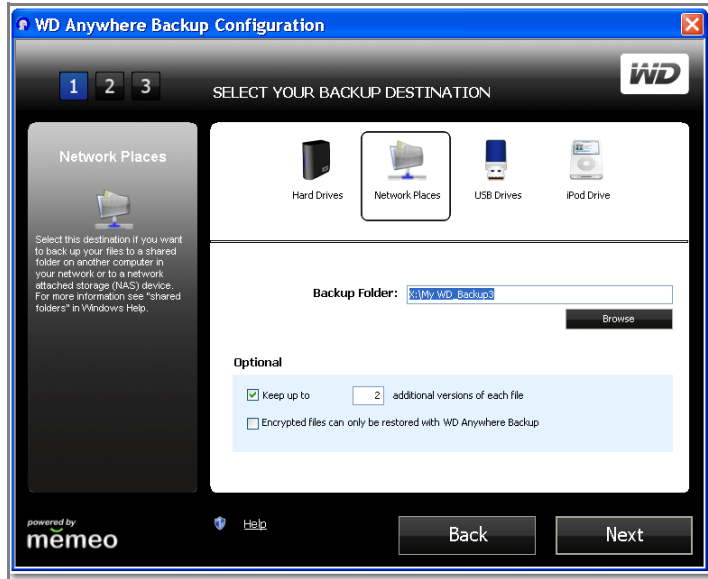 WD Anywhere Backup Configuration
1 2 3
SELECT YOUR BACKUP DESTINATION
WD
Network Places
Select this destination if you want
to back up your files to a shared
folder on another computer in
your network or to a network
attached storage (NAS) device.
For more information see "shared
folders" in Windows Help.
Hard Drives
Network Places
USB Drives
iPod Drive
Backup Folder: X:\My WD_Backup3
Browse
Optional
Keep up to 2 additional versions of each file
Encrypted files can only be restored with WD Anywhere Backup
powered by
mĕmeo
Help
Back
Next